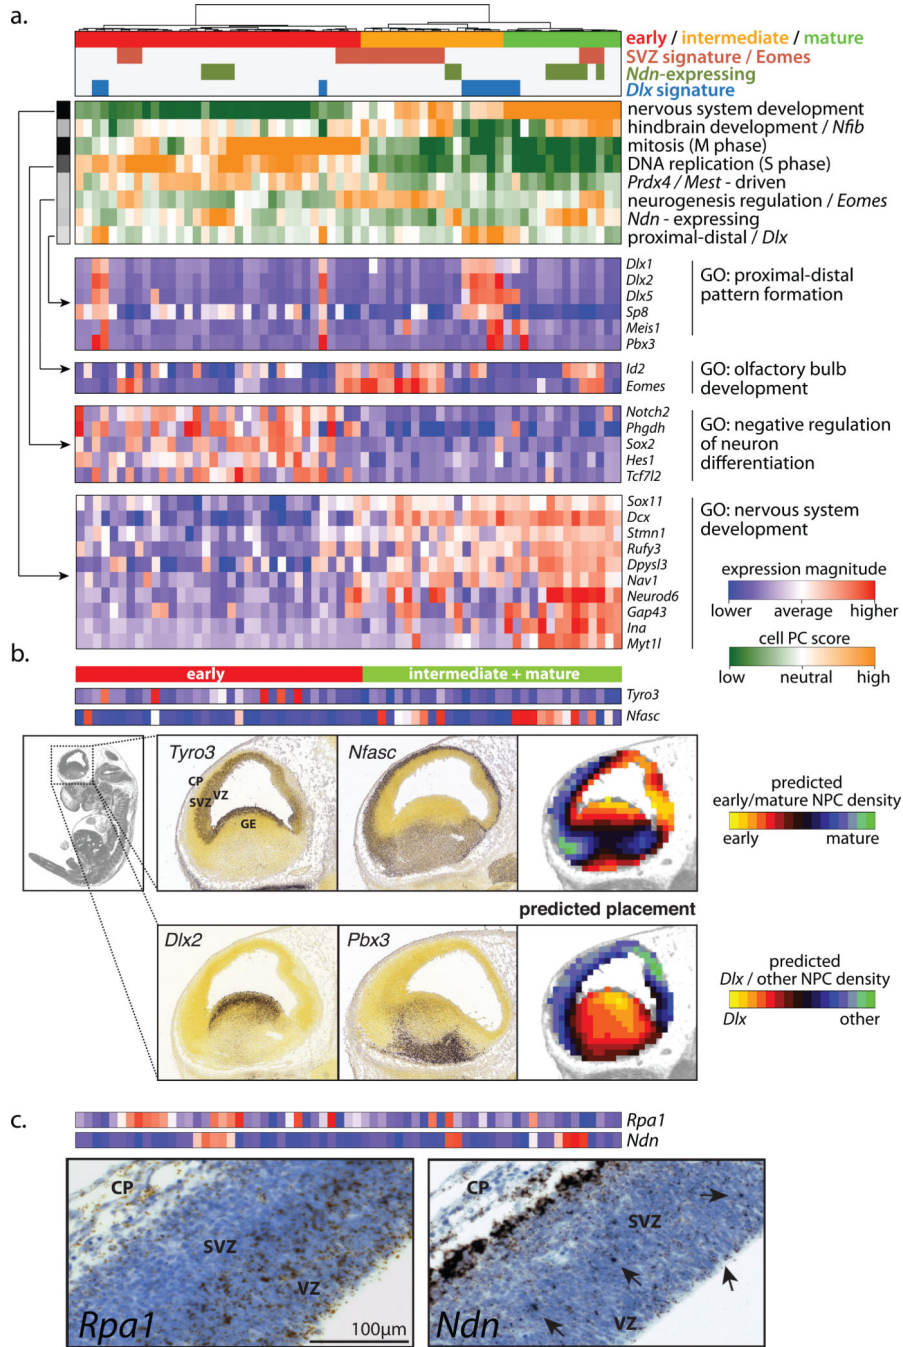 a.
early / intermediate / mature
SVZ signature / Eomes
Ndn-expressing
Dlx signature
nervous system development
hindbrain development / Nfib
mitosis (M phase)
DNA replication (S phase)
Prdx4 / Mest - driven
neurogenesis regulation / Eomes
Ndn - expressing
proximal-distal / Dlx
Dlx1
Dlx2
Dlx5
Sp8
Meis1
Pbx3
GO: proximal-distal
pattern formation
Id2
Eomes
GO: olfactory bulb
development
Notch2
Phgdh
Sox2
Hes1
Tcf7l2
GO: negative regulation
of neuron
differentiation
Sox11
Dcx
Stmn1
Rufy3
Dpysl3
Nav1
Neurod6
Gap43
Ina
Myt1l
GO: nervous system
development
expression magnitude
lower average higher
cell PC score
low neutral high
b.
early
intermediate + mature
Tyro3
Nfasc
Tyro3
CP
SVZ
VZ
GE
Nfasc
predicted
early/mature NPC density
early mature
predicted placement
Dlx2
Pbx3
predicted
Dlx / other NPC density
Dlx other
c.
Rpa1
Ndn
CP
SVZ
VZ
Rpa1
100μm
CP
SVZ
VZ
Ndn